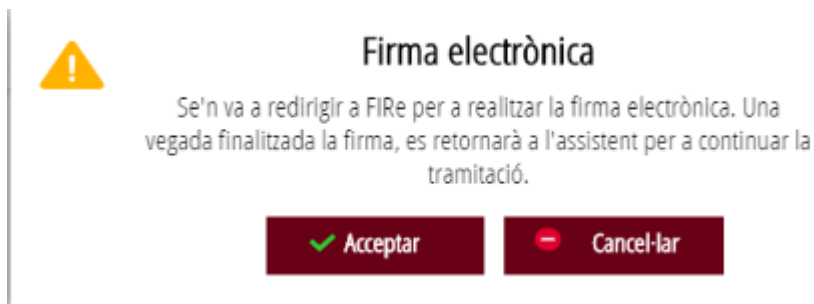 Firma electrònica
Se'n va a redirigir a FIRe per a realitzar la firma electrònica. Una
vegada finalitzada la firma, es retornarà a l'assistent per a continuar la
tramitació.
Acceptar
Cancel·lar